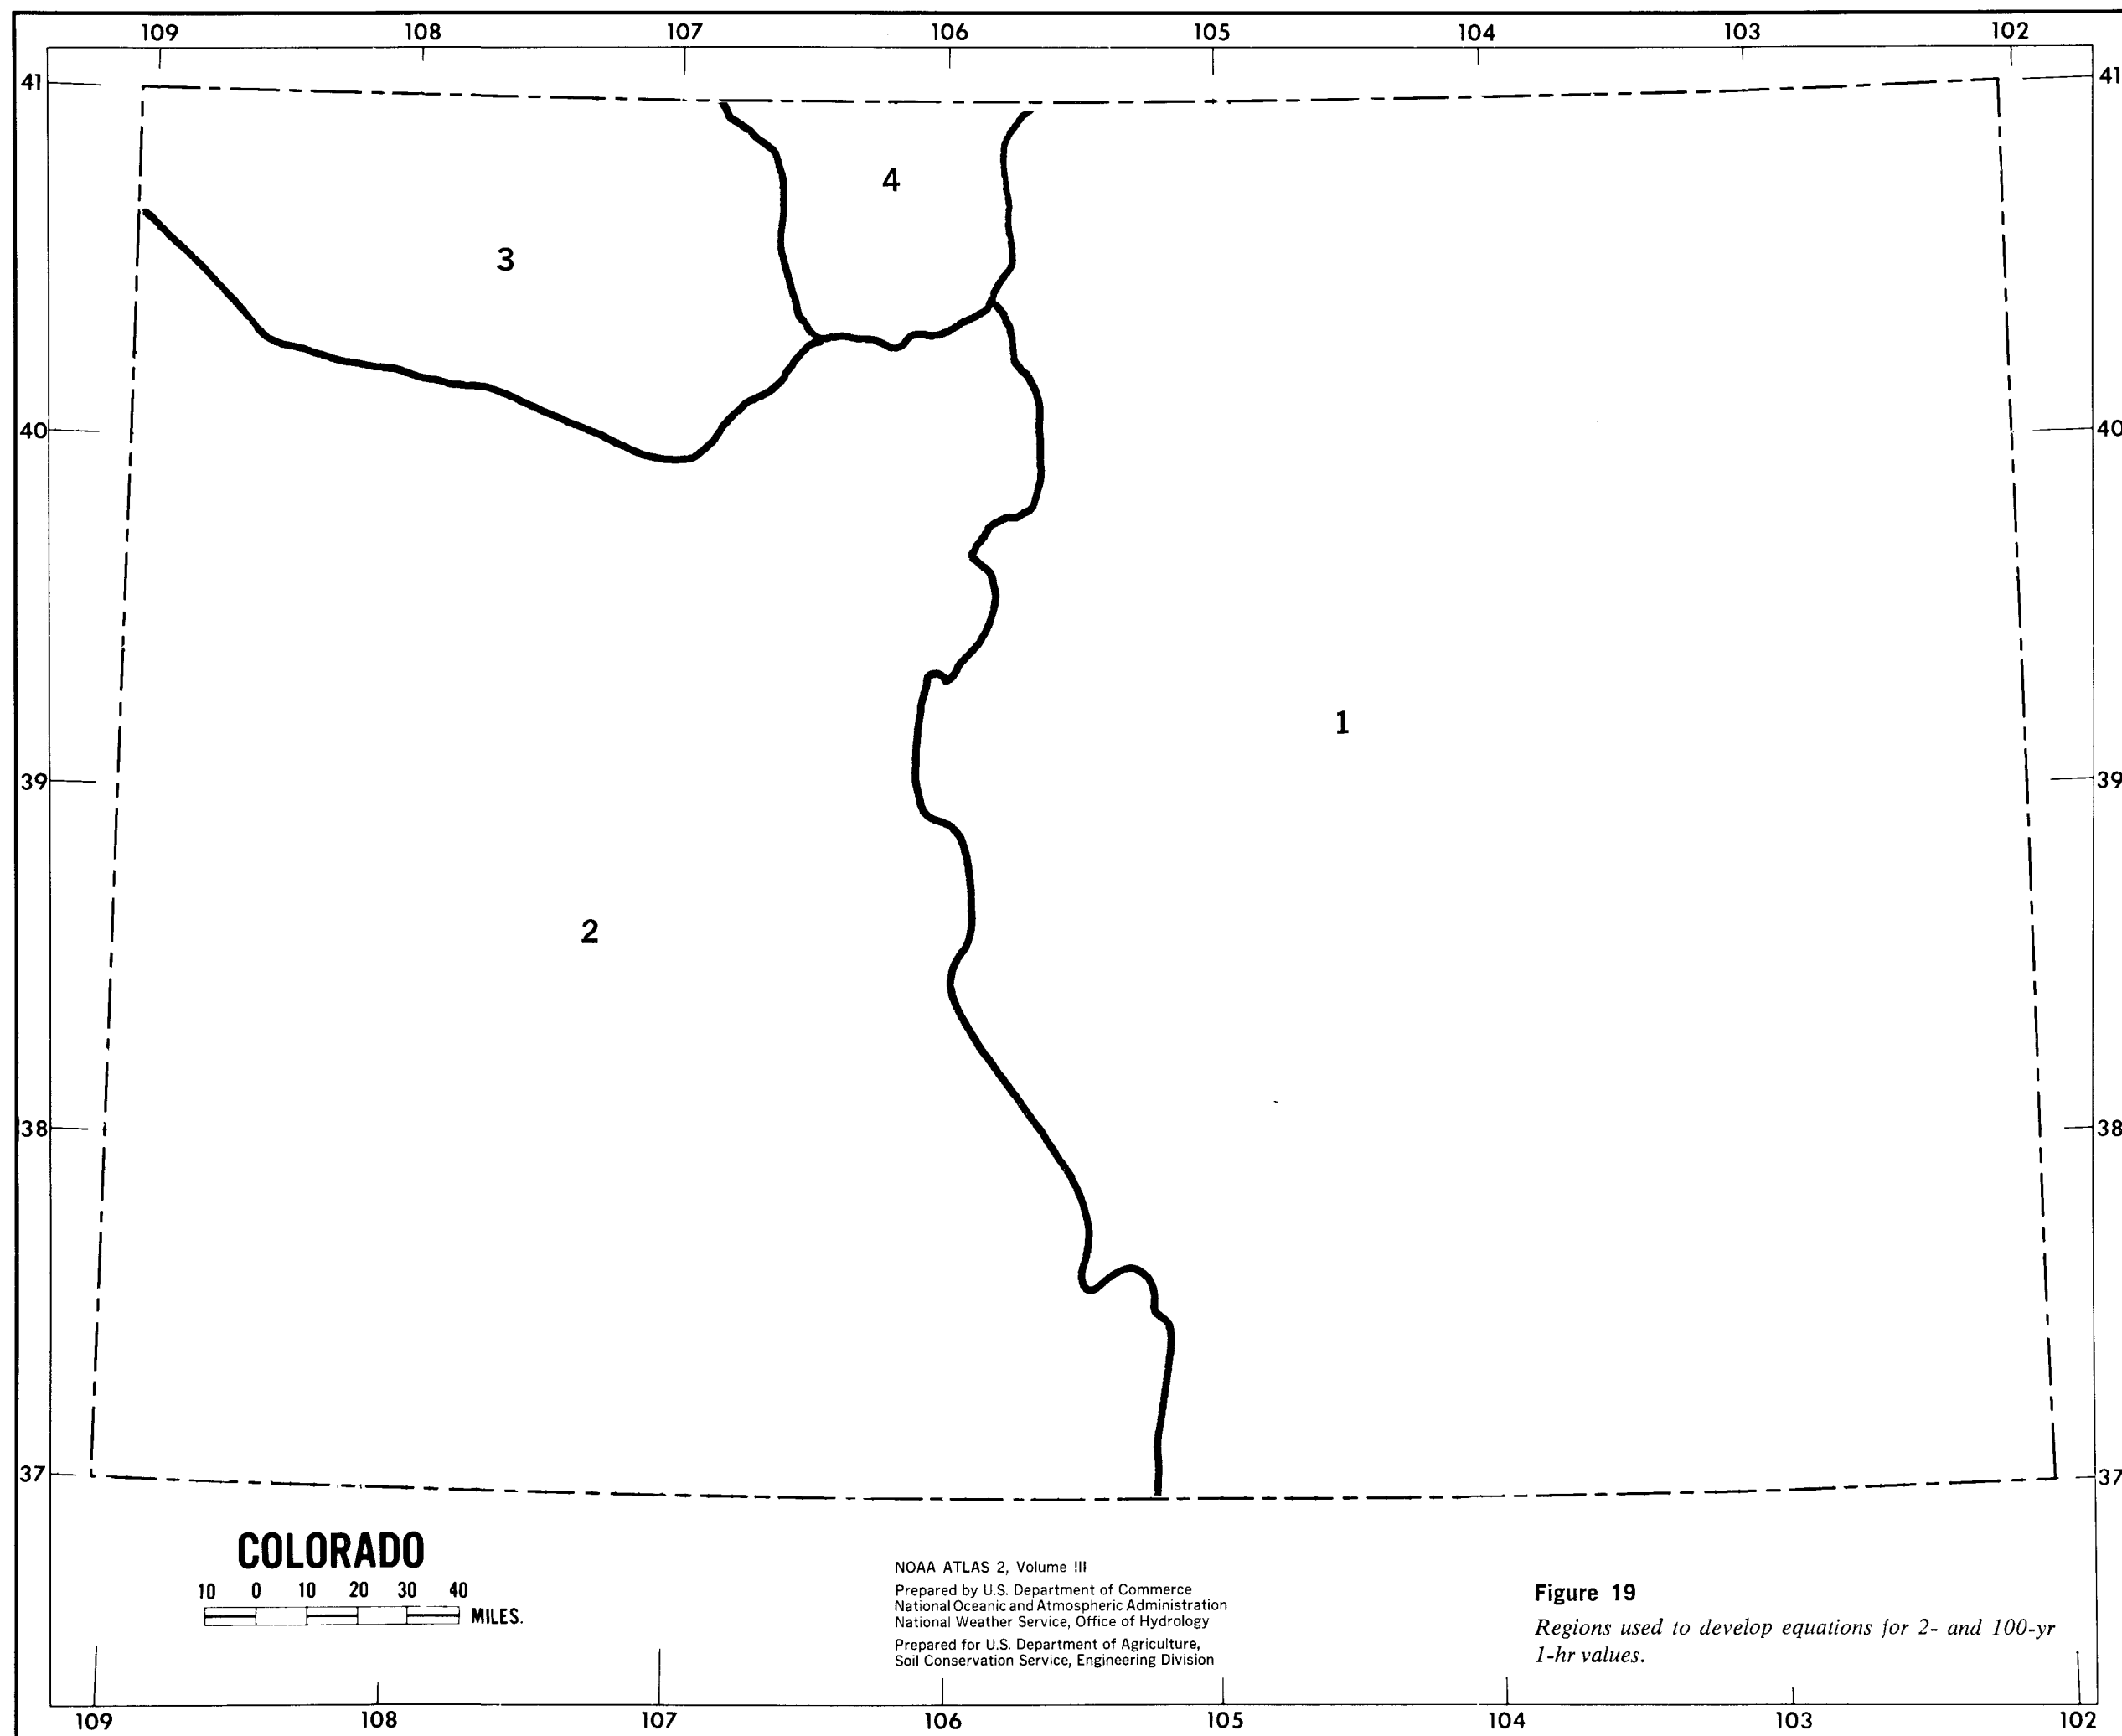 109 108 107 106 105 104 103 102
41 41
4
3
40 40
1
39 39
2
38 38
37 37
COLORADO
10 0 10 20 30 40
MILES.
NOAA ATLAS 2, Volume III
Prepared by U.S. Department of Commerce
National Oceanic and Atmospheric Administration
National Weather Service, Office of Hydrology
Prepared for U.S. Department of Agriculture,
Soil Conservation Service, Engineering Division
Figure 19
Regions used to develop equations for 2- and 100-yr
1-hr values.
109 108 107 106 105 104 103 102